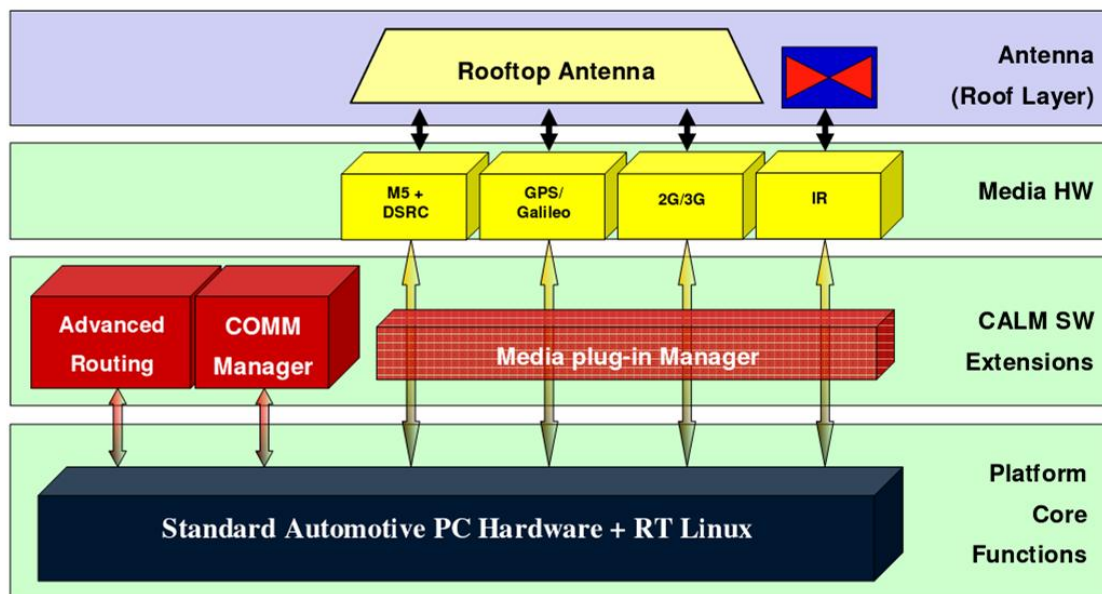 Rooftop Antenna
Antenna
(Roof Layer)
M5 +
DSRC
GPS/
Galileo
2G/3G
IR
Media HW
Advanced
Routing
COMM
Manager
Media plug-in Manager
CALM SW
Extensions
Standard Automotive PC Hardware + RT Linux
Platform
Core
Functions